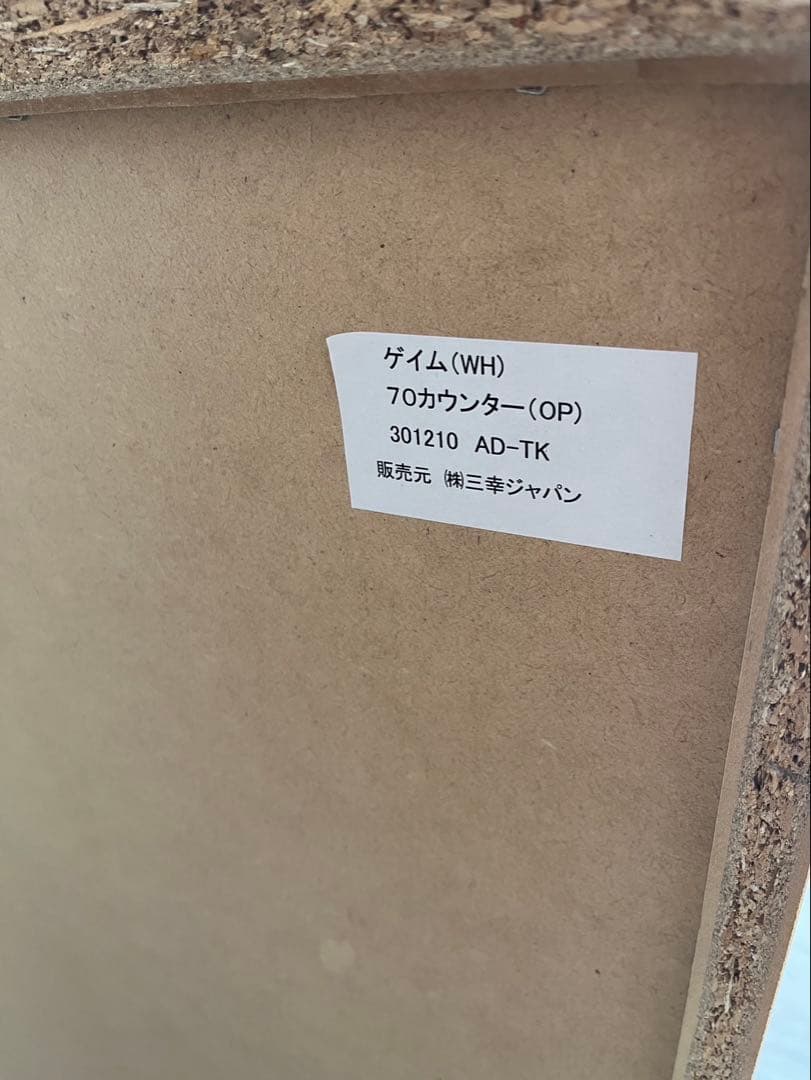 ゲイム(WH)
70カウンター(OP)
301210 AD-TK
販売元 ㈱三幸ジャパン